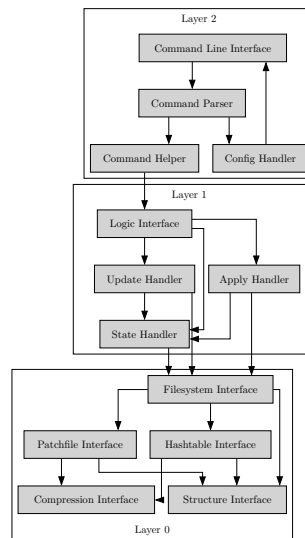 Layer 2
Command Line Interface
Command Parser
Command Helper
Config Handler
Layer 1
Logic Interface
Update Handler
Apply Handler
State Handler
Filesystem Interface
Patchfile Interface
Hashtable Interface
Compression Interface
Structure Interface
Layer 0